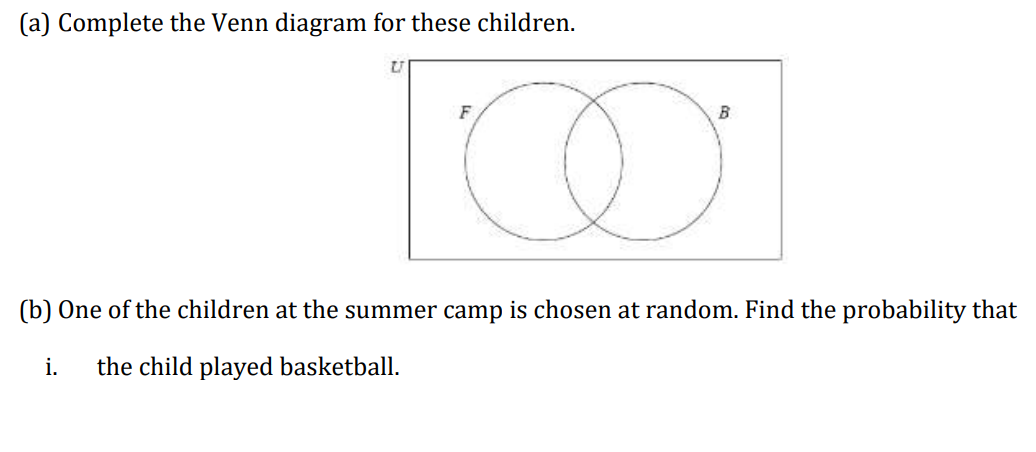 (a) Complete the Venn diagram for these children.
U
F
B
(b) One of the children at the summer camp is chosen at random. Find the probability that
i. the child played basketball.